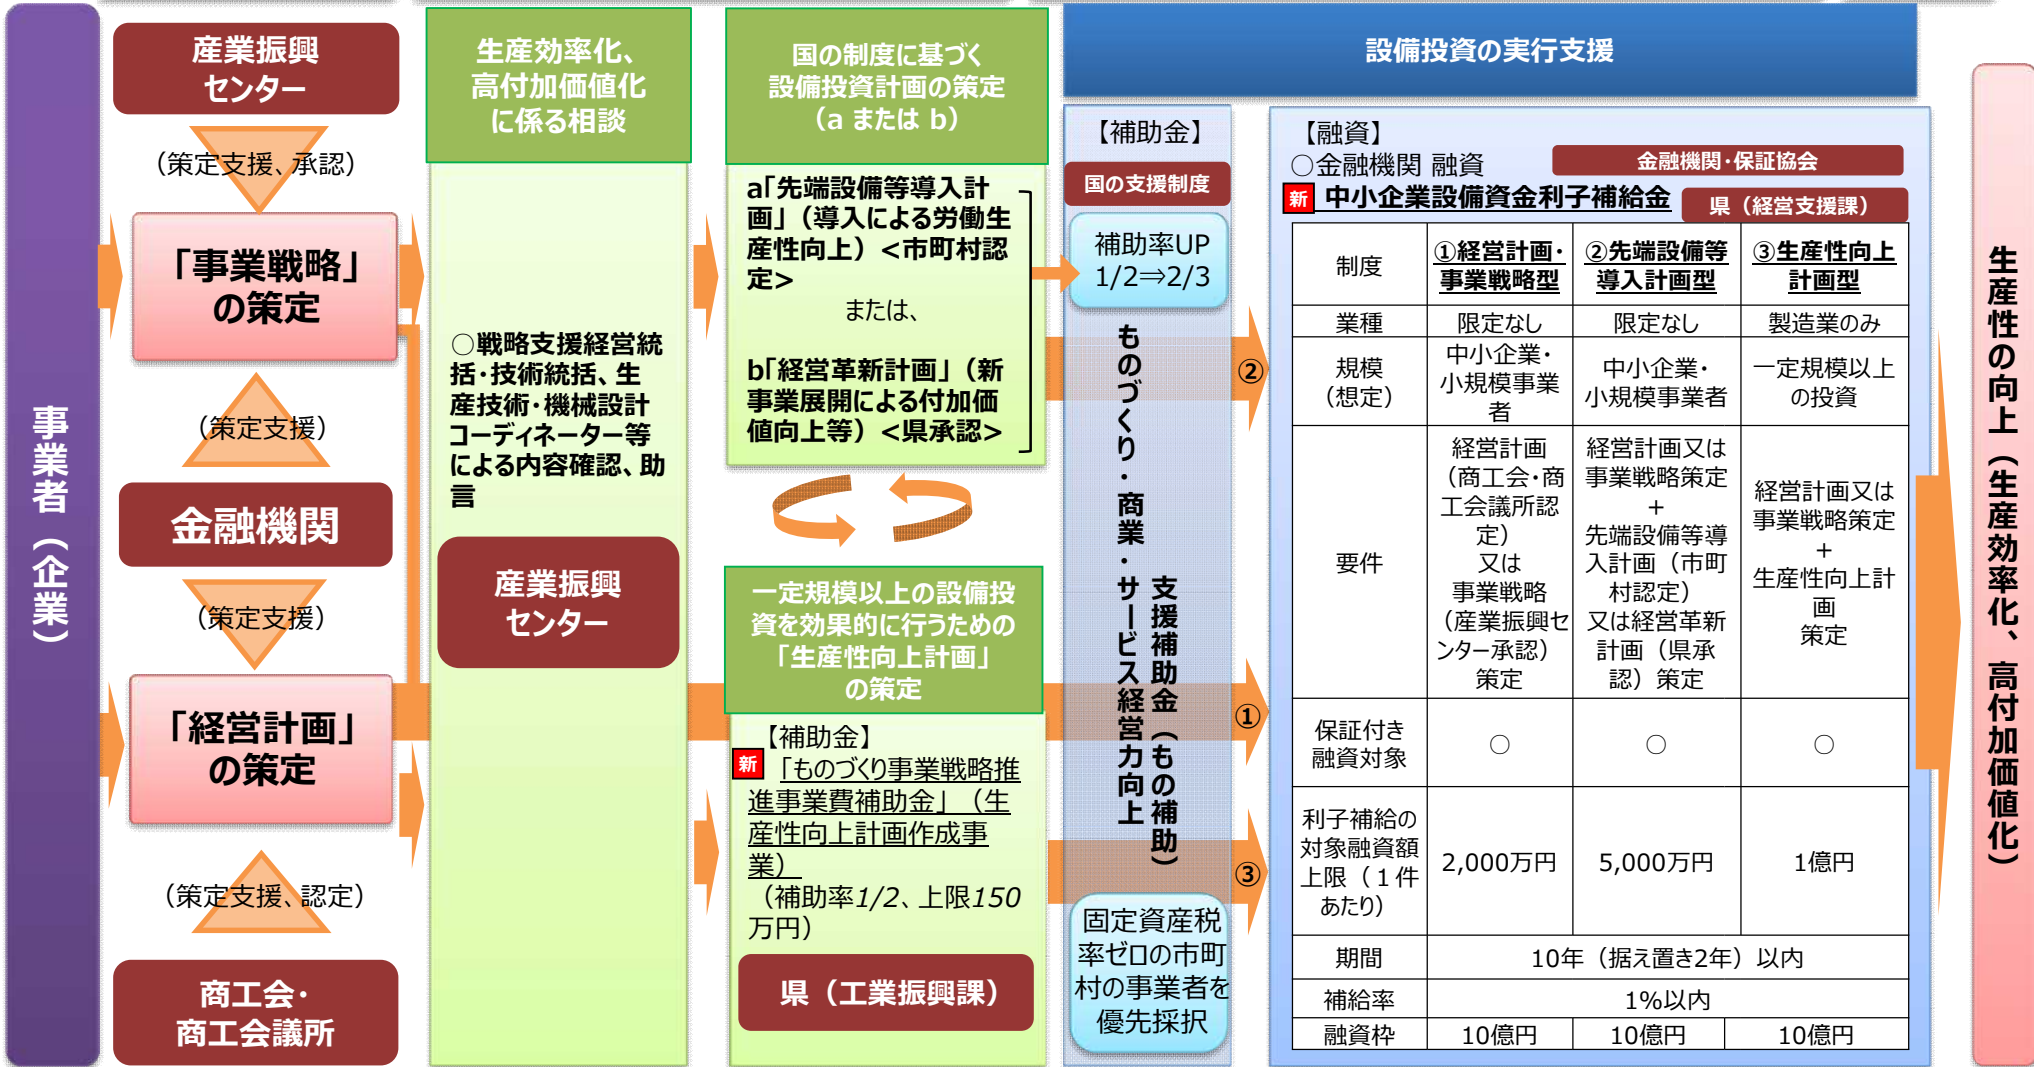 事業者（企業）
産業振興
センター
（策定支援、承認）
「事業戦略」
の策定
（策定支援）
金融機関
（策定支援）
「経営計画」
の策定
（策定支援、認定）
商工会・
商工会議所
生産効率化、
高付加価値化
に係る相談
○戦略支援経営統
括・技術統括、生
産技術・機械設計
コーディネーター等
による内容確認、助
言
産業振興
センター
国の制度に基づく
設備投資計画の策定
（a または b）
a「先端設備等導入計
画」（導入による労働生
産性向上）＜市町村認
定＞
または、
b「経営革新計画」（新
事業展開による付加価
値向上等）＜県承認＞
一定規模以上の設備投
資を効果的に行うための
「生産性向上計画」
の策定
【補助金】
新 「ものづくり事業戦略推
進事業費補助金」（生
産性向上計画作成事
業）
（補助率1/2、上限150
万円）
県（工業振興課）
設備投資の実行支援
【補助金】
国の支援制度
補助率UP
1/2⇒2/3
ものづくり・商業・サービス経営力向上
支援補助金（もの補助）
固定資産税
率ゼロの市町
村の事業者を
優先採択
②
①
③
【融資】
○金融機関 融資
金融機関・保証協会
新 中小企業設備資金利子補給金
県（経営支援課）
制度
①経営計画・
事業戦略型
②先端設備等
導入計画型
③生産性向上
計画型
業種
限定なし
限定なし
製造業のみ
規模
（想定）
中小企業・
小規模事業
者
中小企業・
小規模事業者
一定規模以上
の投資
要件
経営計画
（商工会・商
工会議所認
定）
又は
事業戦略
（産業振興セ
ンター承認）
策定
経営計画又は
事業戦略策定
+
先端設備等導
入計画（市町
村認定）
又は経営革新
計画（県承
認）策定
経営計画又は
事業戦略策定
+
生産性向上計
画
策定
保証付き
融資対象
○
○
○
利子補給の
対象融資額
上限（１件
あたり）
2,000万円
5,000万円
1億円
期間
10年（据え置き2年）以内
補給率
1%以内
融資枠
10億円
10億円
10億円
生産性の向上（生産効率化、高付加価値化）